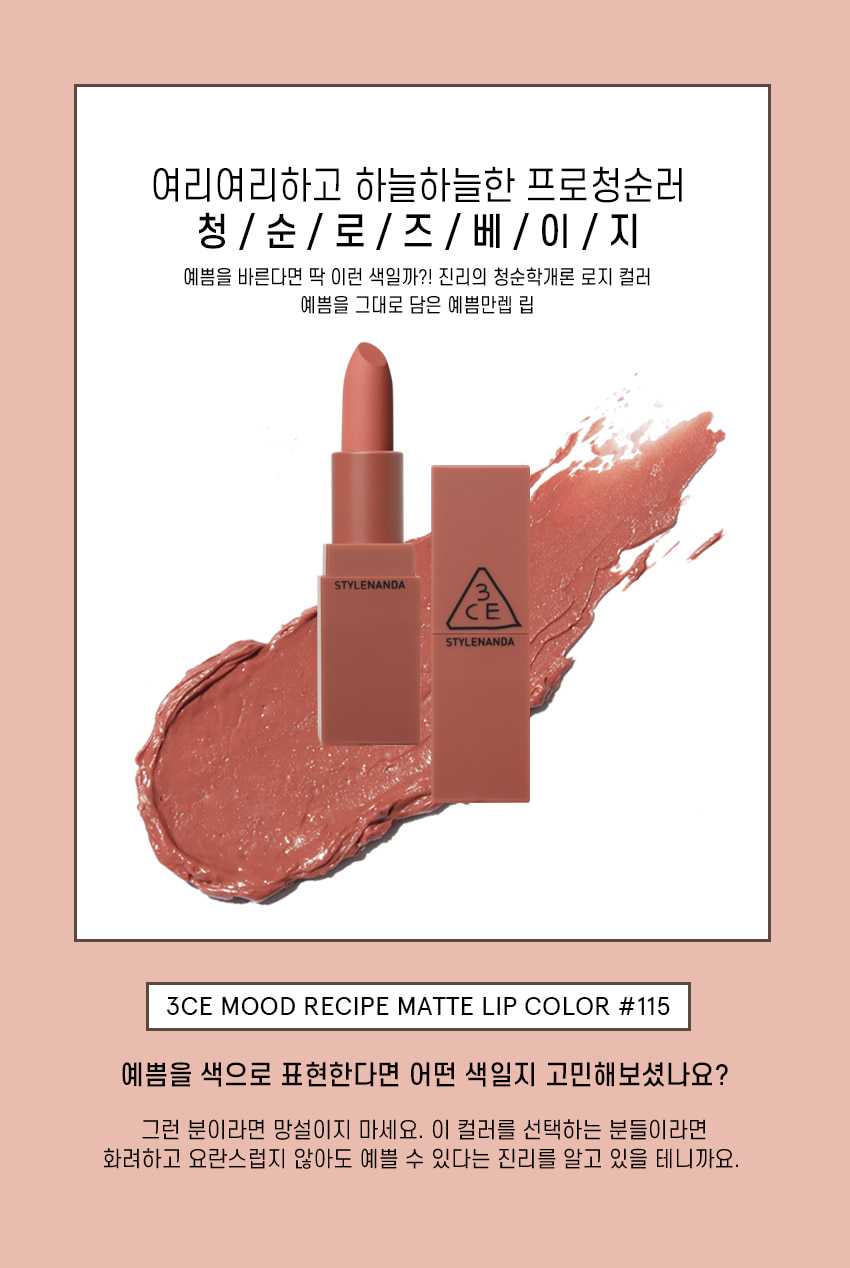 여리여리하고 하늘하늘한 프로청순러
청 / 순 / 로 / 즈 / 베 / 이 / 지
예쁨을 바른다면 딱 이런 색일까?! 진리의 청순학개론 로지 컬러
예쁨을 그대로 담은 예쁨만렙 립
STYLENANDA
3
CE
STYLENANDA
3CE MOOD RECIPE MATTE LIP COLOR #115
예쁨을 색으로 표현한다면 어떤 색일지 고민해보셨나요?
그런 분이라면 망설이지 마세요. 이 컬러를 선택하는 분들이라면
화려하고 요란스럽지 않아도 예쁠 수 있다는 진리를 알고 있을 테니까요.